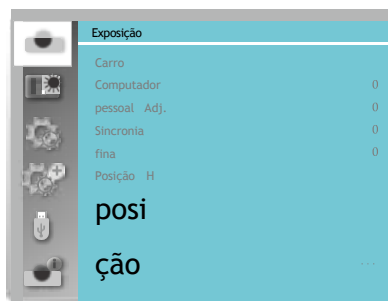 Exposição
Carro
Computador 0
pessoal Adj. 0
Sincronia 0
fina 0
Posição H
posi
ção ...